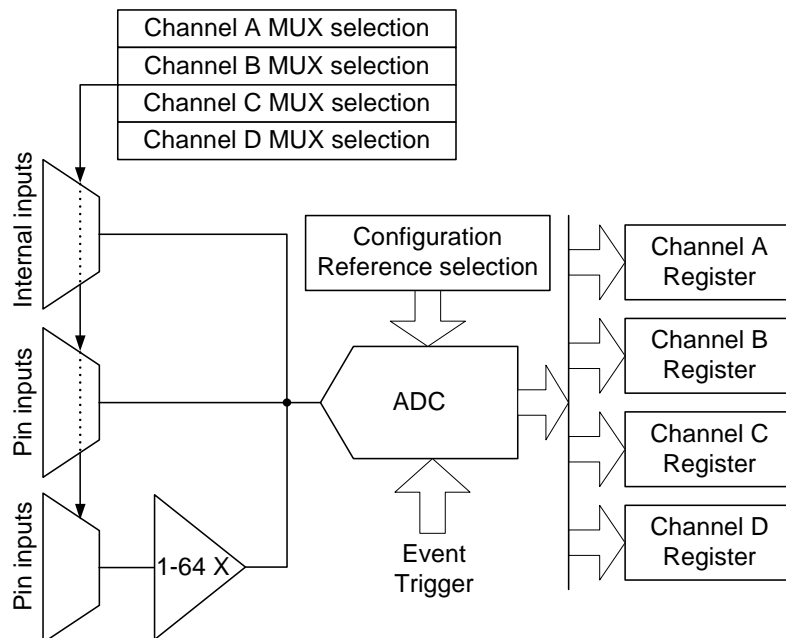 Channel A MUX selection
Channel B MUX selection
Channel C MUX selection
Channel D MUX selection
Internal inputs
Pin inputs
Pin inputs
1-64 X
Configuration
Reference selection
ADC
Event
Trigger
Channel A
Register
Channel B
Register
Channel C
Register
Channel D
Register